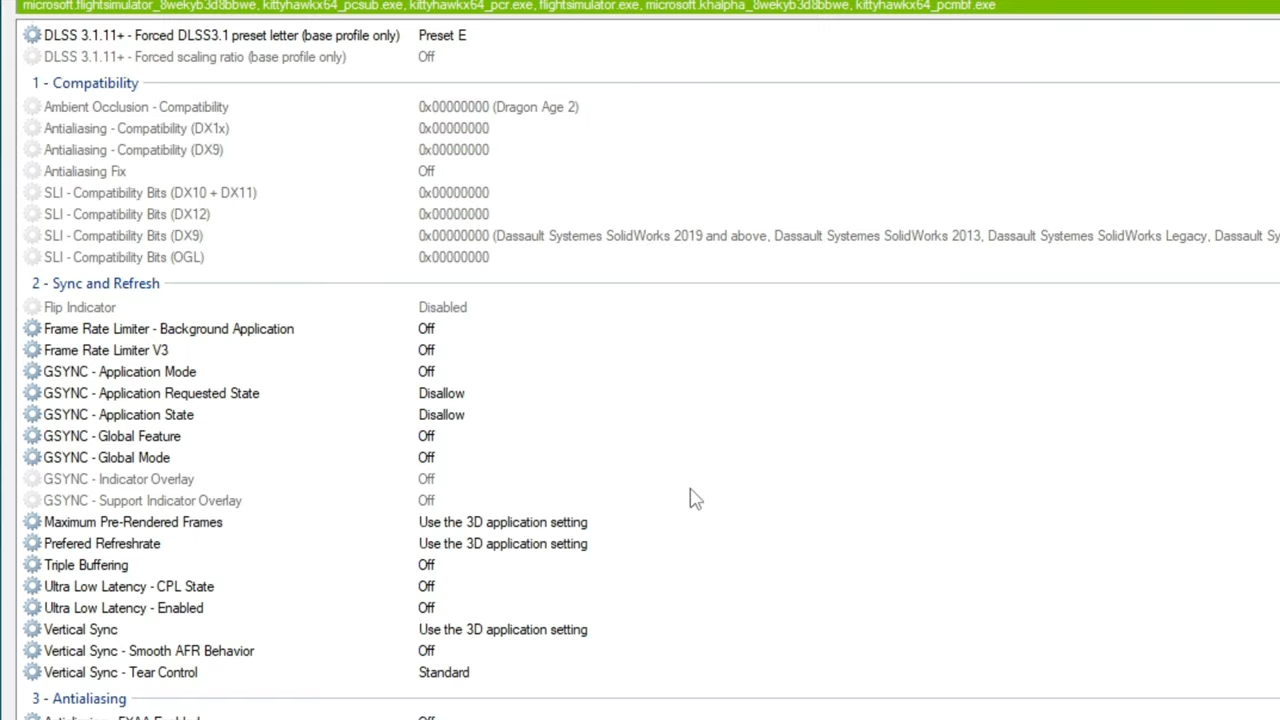 microsoft.flightsimulator_8wekyb3d8bbwe, kittyhawkx64_pcsub.exe, kittyhawkx64_pcr.exe, flightsimulator.exe, microsoft.khalpha_8wekyb3d8bbwe, kittyhawkx64_pcmbf.exe
DLSS 3.1.11+ - Forced DLSS3.1 preset letter (base profile only) Preset E
DLSS 3.1.11+ - Forced scaling ratio (base profile only) Off
1 - Compatibility
Ambient Occlusion - Compatibility 0x00000000 (Dragon Age 2)
Antialiasing - Compatibility (DX1x) 0x00000000
Antialiasing - Compatibility (DX9) 0x00000000
Antialiasing Fix Off
SLI - Compatibility Bits (DX10 + DX11) 0x00000000
SLI - Compatibility Bits (DX12) 0x00000000
SLI - Compatibility Bits (DX9) 0x00000000 (Dassault Systemes SolidWorks 2019 and above, Dassault Systemes SolidWorks 2013, Dassault Systemes SolidWorks Legacy, Dassault Sy
SLI - Compatibility Bits (OGL) 0x00000000
2 - Sync and Refresh
Flip Indicator Disabled
Frame Rate Limiter - Background Application Off
Frame Rate Limiter V3 Off
GSYNC - Application Mode Off
GSYNC - Application Requested State Disallow
GSYNC - Application State Disallow
GSYNC - Global Feature Off
GSYNC - Global Mode Off
GSYNC - Indicator Overlay Off
GSYNC - Support Indicator Overlay Off
Maximum Pre-Rendered Frames Use the 3D application setting
Prefered Refreshrate Use the 3D application setting
Triple Buffering Off
Ultra Low Latency - CPL State Off
Ultra Low Latency - Enabled Off
Vertical Sync Use the 3D application setting
Vertical Sync - Smooth AFR Behavior Off
Vertical Sync - Tear Control Standard
3 - Antialiasing
Antialiasing - FXAA Enabled Off